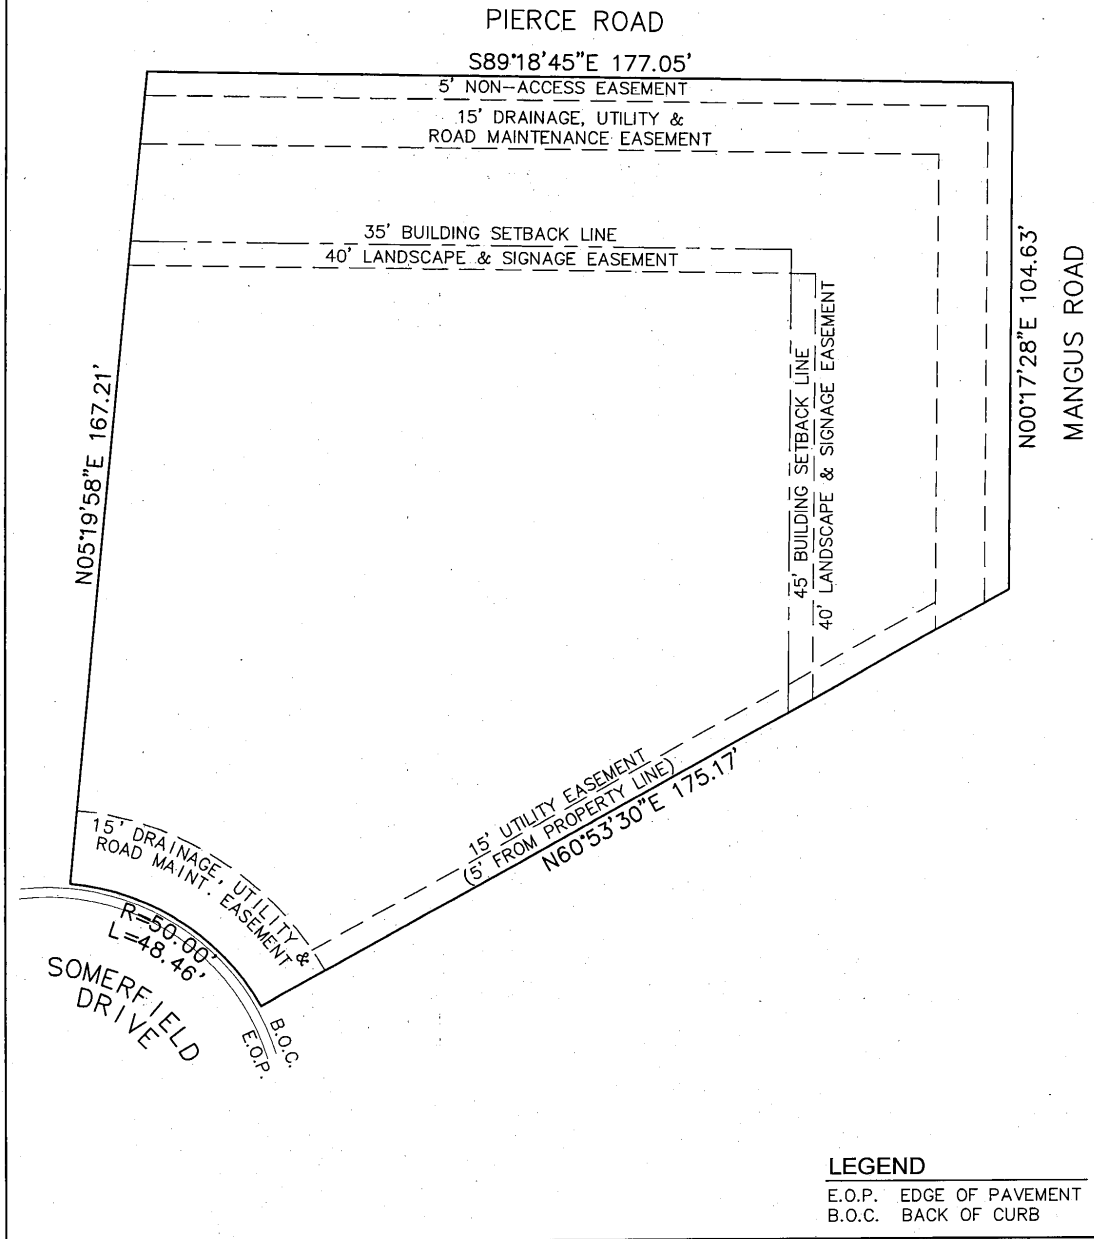 PIERCE ROAD
S89°18'45"E 177.05'
5' NON-ACCESS EASEMENT
15' DRAINAGE, UTILITY &
ROAD MAINTENANCE EASEMENT
35' BUILDING SETBACK LINE
40' LANDSCAPE & SIGNAGE EASEMENT
N05°19'58"E 167.21'
45' BUILDING SETBACK LINE
40' LANDSCAPE & SIGNAGE EASEMENT
N00°17'28"E 104.63'
MANGUS ROAD
15' UTILITY EASEMENT
(5' FROM PROPERTY LINE)
N60°53'30"E 175.17'
15' DRAINAGE, UTILITY &
ROAD MAINT. EASEMENT
R=50.00'
L=48.46'
SOMERFIELD
DRIVE
B.O.C.
E.O.P.
LEGEND
E.O.P. EDGE OF PAVEMENT
B.O.C. BACK OF CURB